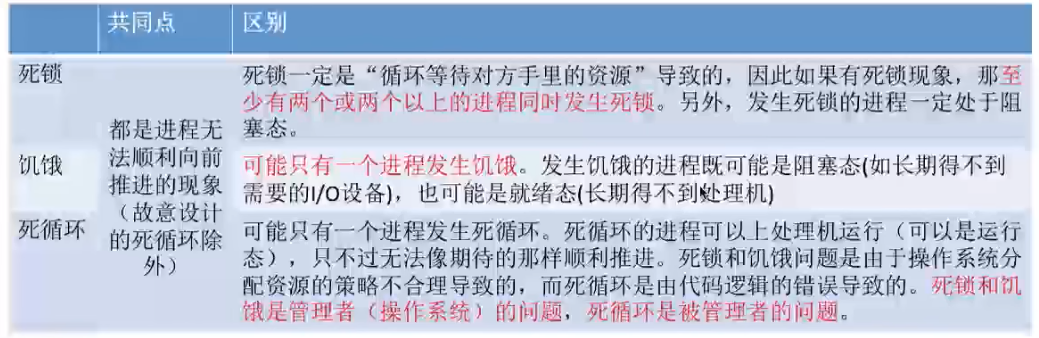 共同点 区别
死锁
死锁一定是“循环等待对方手里的资源”导致的，因此如果有死锁现象，那至
少有两个或两个以上的进程同时发生死锁。另外，发生死锁的进程一定处于阻
塞态。
都是进程无
法顺利向前
推进的现象
（故意设计
的死循环除
外）
饥饿
可能只有一个进程发生饥饿。发生饥饿的进程既可能是阻塞态(如长期得不到
需要的I/O设备)，也可能是就绪态(长期得不到处理机)
死循环
可能只有一个进程发生死循环。死循环的进程可以上处理机运行（可以是运行
态），只不过无法像期待的那样顺利推进。死锁和饥饿问题是由于操作系统分
配资源的策略不合理导致的，而死循环是由代码逻辑的错误导致的。死锁和饥
饿是管理者（操作系统）的问题，死循环是被管理者的问题。